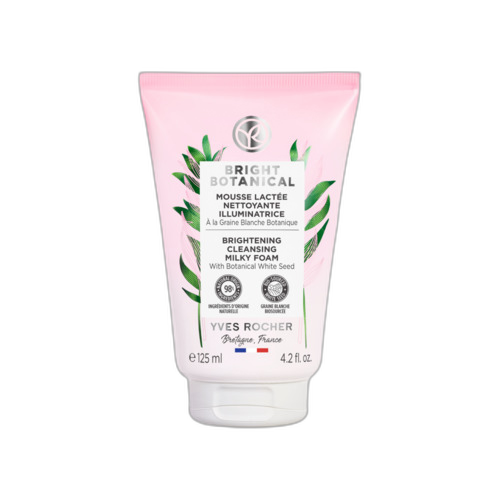 BRIGHT
BOTANICAL
MOUSSE LACTÉE
NETTOYANTE
ILLUMINATRICE
À la Graine Blanche Botanique
BRIGHTENING
CLEANSING
MILKY FOAM
With Botanical White Seed
98%
INGRÉDIENTS D'ORIGINE
NATURELLE
GRAINE BLANCHE
BIOSOURCÉE
YVES ROCHER
Bretagne, France
e 125 ml
4.2 fl. oz.